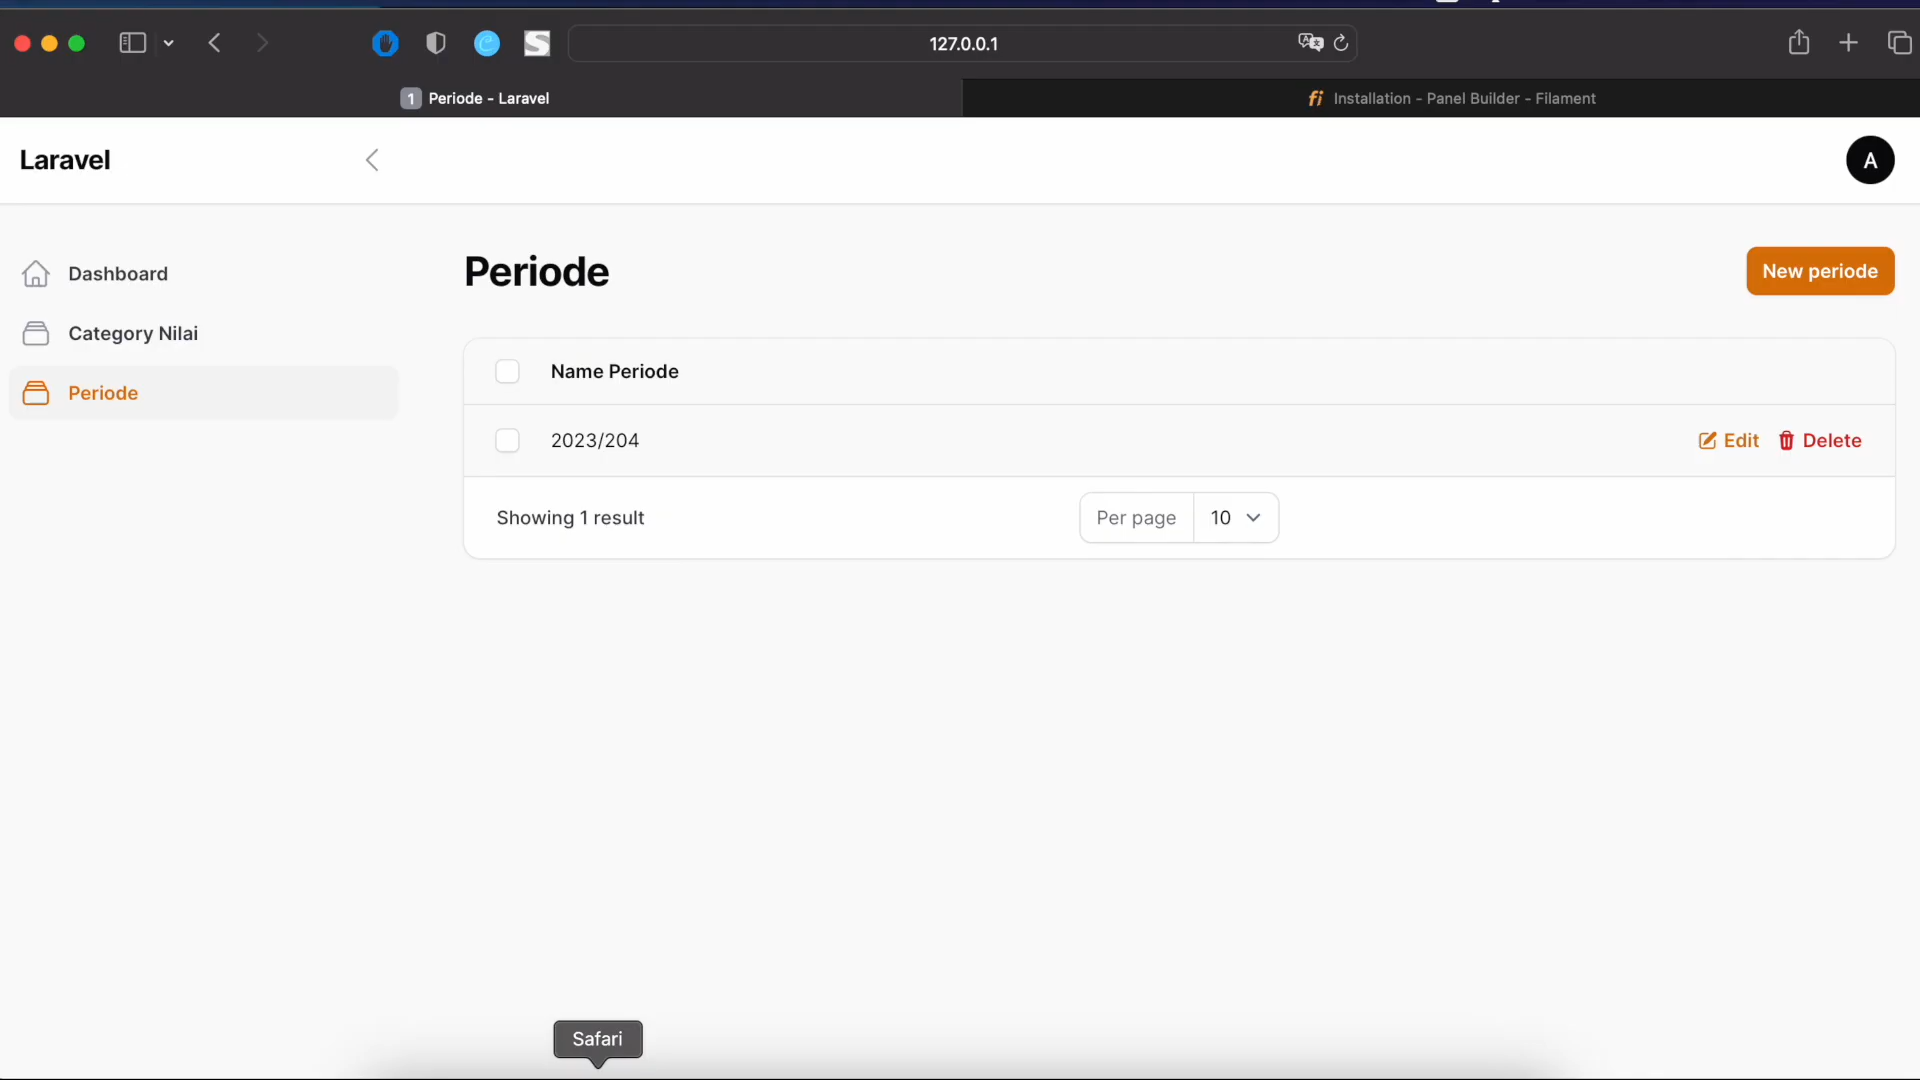 127.0.0.1
1 Periode - Laravel
fi Installation - Panel Builder - Filament
Laravel
A
Dashboard
Category Nilai
Periode
Periode
New periode
Name Periode
2023/204
Edit
Delete
Showing 1 result
Per page
10
Safari